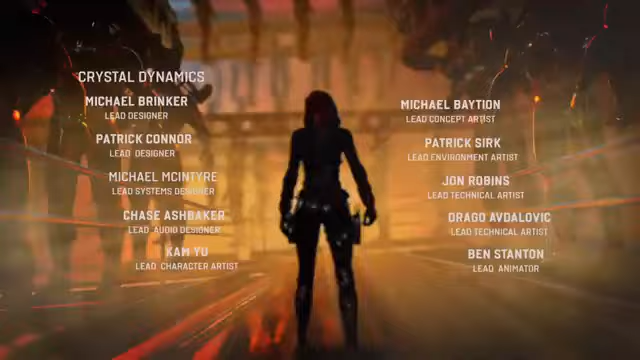 CRYSTAL DYNAMICS
MICHAEL BRINKER
LEAD DESIGNER
PATRICK CONNOR
LEAD DESIGNER
MICHAEL MCINTYRE
LEAD SYSTEMS DESIGNER
CHASE ASHBAKER
LEAD AUDIO DESIGNER
KAM YU
LEAD CHARACTER ARTIST
MICHAEL BAYTION
LEAD CONCEPT ARTIST
PATRICK SIRK
LEAD ENVIRONMENT ARTIST
JON ROBINS
LEAD TECHNICAL ARTIST
DRAGO AVDALOVIC
LEAD TECHNICAL ARTIST
BEN STANTON
LEAD ANIMATOR